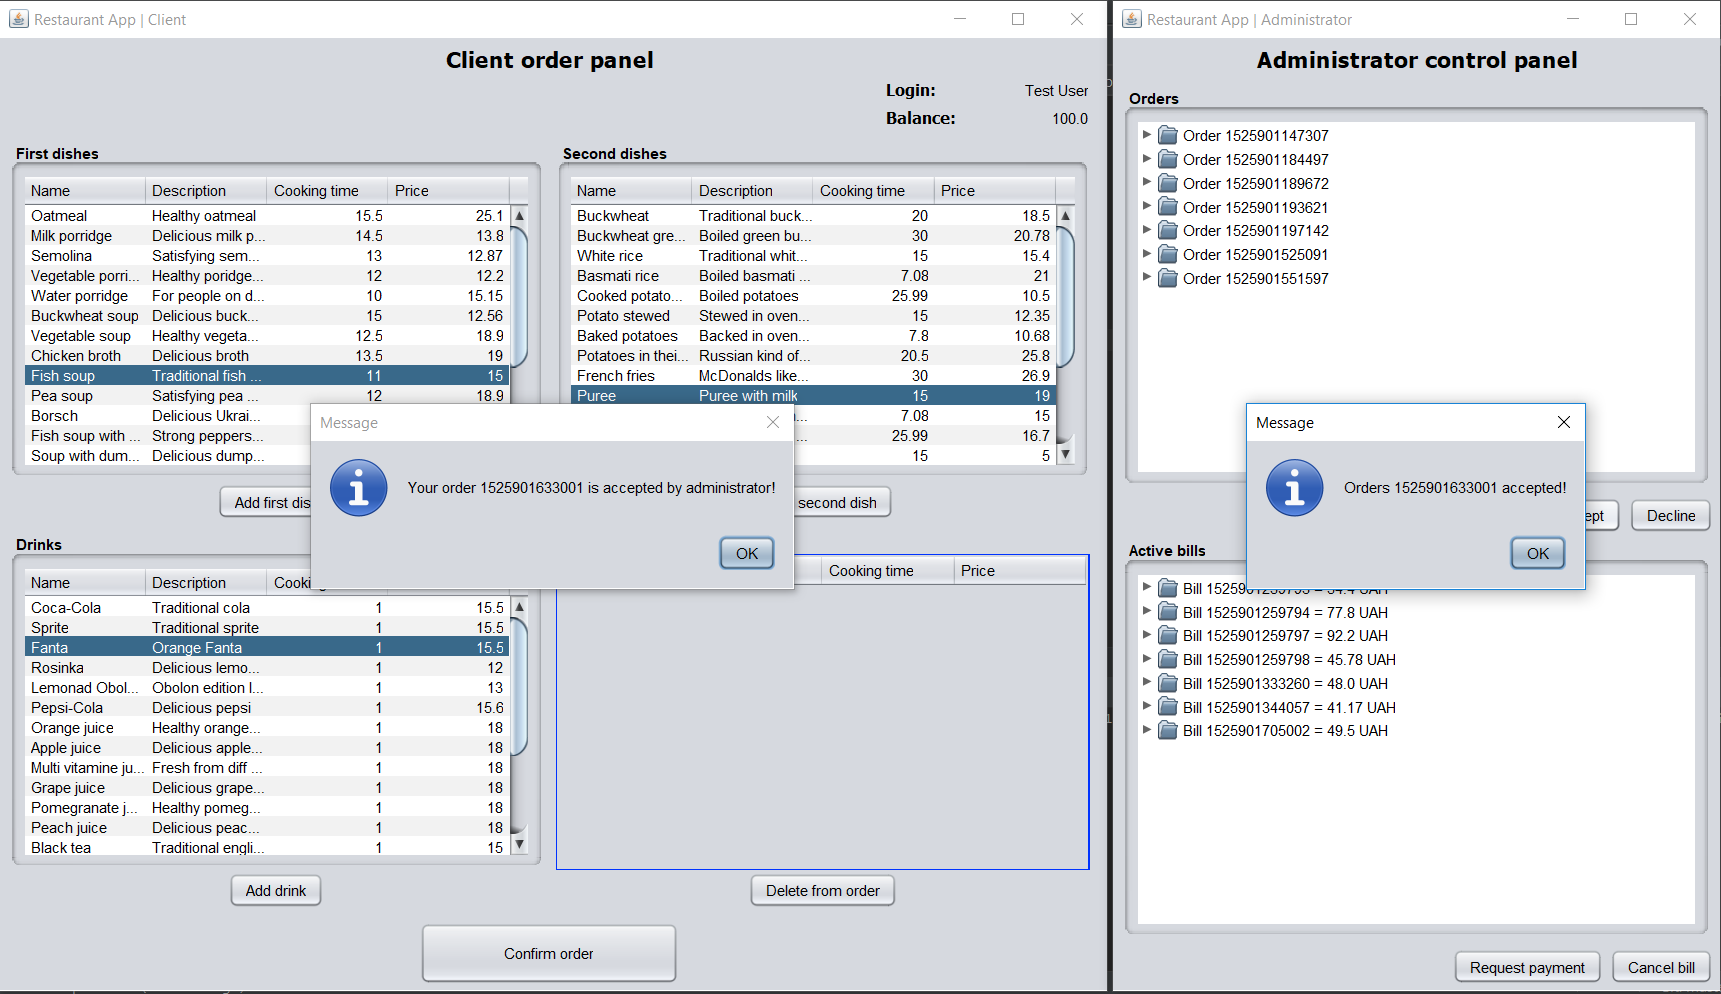 Restaurant App | Client
Client order panel
Login: Test User
Balance: 100.0
First dishes
Name Description Cooking time Price
Oatmeal Healthy oatmeal 15.5 25.1
Milk porridge Delicious milk p... 14.5 13.8
Semolina Satisfying sem... 13 12.87
Vegetable porri... Healthy poridge... 12 12.2
Water porridge For people on d... 10 15.15
Buckwheat soup Delicious buck... 15 12.56
Vegetable soup Healthy vegeta... 12.5 18.9
Chicken broth Delicious broth 13.5 19
Fish soup Traditional fish ... 11 15
Pea soup Satisfying pea ... 12 18.9
Borsch Delicious Ukrai...
Fish soup with ... Strong peppers...
Soup with dum... Delicious dump...
Add first dis
Second dishes
Name Description Cooking time Price
Buckwheat Traditional buck... 20 18.5
Buckwheat gre... Boiled green bu... 30 20.78
White rice Traditional whit... 15 15.4
Basmati rice Boiled basmati ... 7.08 21
Cooked potato... Boiled potatoes 25.99 10.5
Potato stewed Stewed in oven... 15 12.35
Baked potatoes Backed in oven... 7.8 10.68
Potatoes in thei... Russian kind of... 20.5 25.8
French fries McDonalds like... 30 26.9
Puree Puree with milk 15 19
... 7.08 15
... 25.99 16.7
15 5
second dish
Message
Your order 1525901633001 is accepted by administrator!
OK
Drinks
Name Description Cooki
Coca-Cola Traditional cola 1 15.5
Sprite Traditional sprite 1 15.5
Fanta Orange Fanta 1 15.5
Rosinka Delicious lemo... 1 12
Lemonad Obol... Obolon edition l... 1 13
Pepsi-Cola Delicious pepsi 1 15.6
Orange juice Healthy orange... 1 18
Apple juice Delicious apple... 1 18
Multi vitamine ju... Fresh from diff ... 1 18
Grape juice Delicious grape... 1 18
Pomegranate j... Healthy pomeg... 1 18
Peach juice Delicious peac... 1 18
Black tea Traditional engli... 1 15
Add drink
Cooking time Price
Delete from order
Confirm order
Restaurant App | Administrator
Administrator control panel
Orders
Order 1525901147307
Order 1525901184497
Order 1525901189672
Order 1525901193621
Order 1525901197142
Order 1525901525091
Order 1525901551597
Message
Orders 1525901633001 accepted!
OK
ept
Decline
Active bills
Bill
UAH
Bill 1525901259794 = 77.8 UAH
Bill 1525901259797 = 92.2 UAH
Bill 1525901259798 = 45.78 UAH
Bill 1525901333260 = 48.0 UAH
Bill 1525901344057 = 41.17 UAH
Bill 1525901705002 = 49.5 UAH
Request payment
Cancel bill